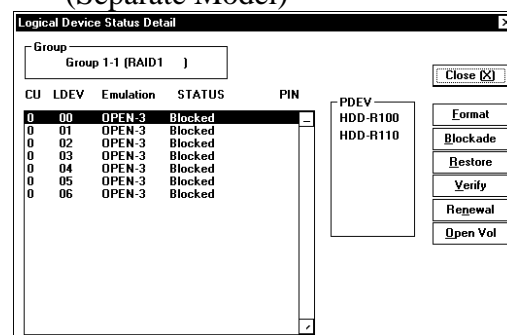 (Separate Model)
Logical Device Status Detail
Group
Group 1-1 (RAID1 )
Close (X)
CU LDEV Emulation STATUS PIN
0 00 OPEN-3 Blocked
0 01 OPEN-3 Blocked
0 02 OPEN-3 Blocked
0 03 OPEN-3 Blocked
0 04 OPEN-3 Blocked
0 05 OPEN-3 Blocked
0 06 OPEN-3 Blocked
PDEV
HDD-R100
HDD-R110
Format
Blockade
Restore
Verify
Renewal
Open Vol